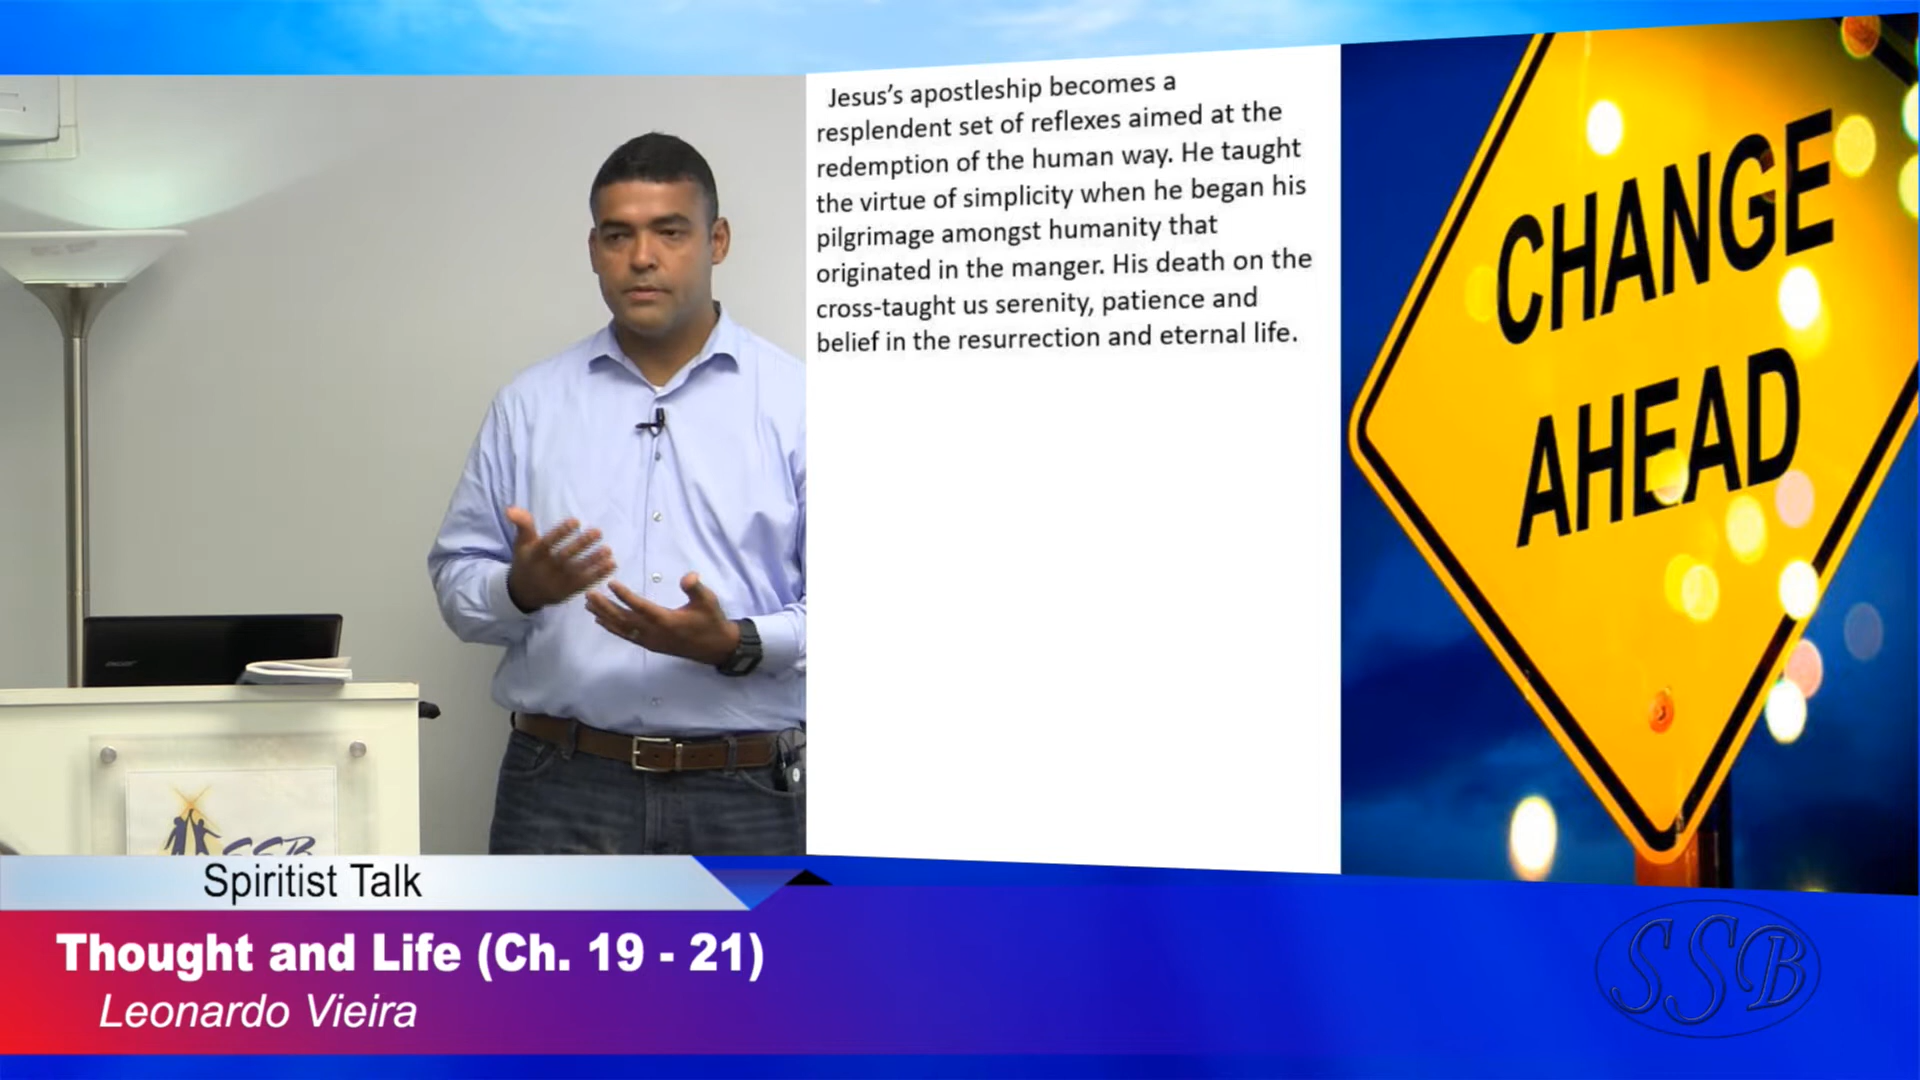 Jesus’s apostleship becomes a
resplendent set of reflexes aimed at the
redemption of the human way. He taught
the virtue of simplicity when he began his
pilgrimage amongst humanity that
originated in the manger. His death on the
cross-taught us serenity, patience and
belief in the resurrection and eternal life.
CHANGE
AHEAD
acer
SSB
Spiritist Talk
Thought and Life (Ch. 19 - 21)
Leonardo Vieira
SSB